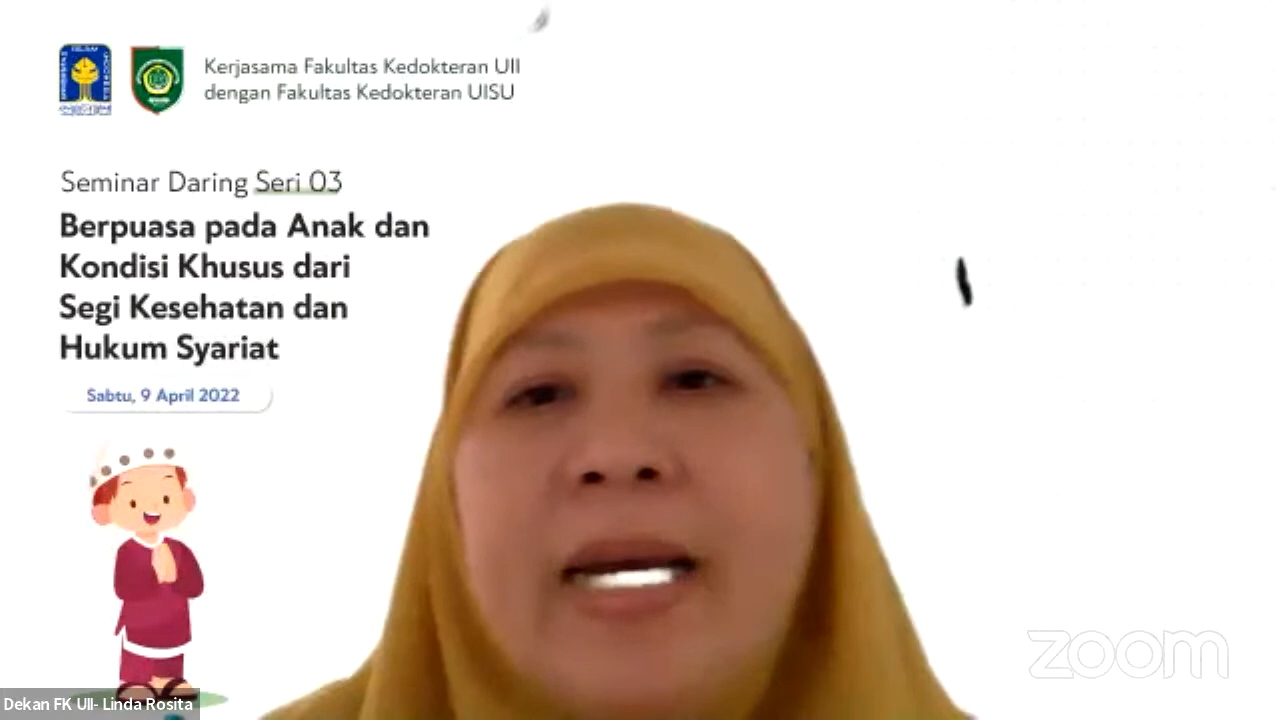 Kerjasama Fakultas Kedokteran UII
dengan Fakultas Kedokteran UISU
Seminar Daring Seri 03
Berpuasa pada Anak dan
Kondisi Khusus dari
Segi Kesehatan dan
Hukum Syariat
Sabtu, 9 April 2022
zoom
Dekan FK UII- Linda Rosita